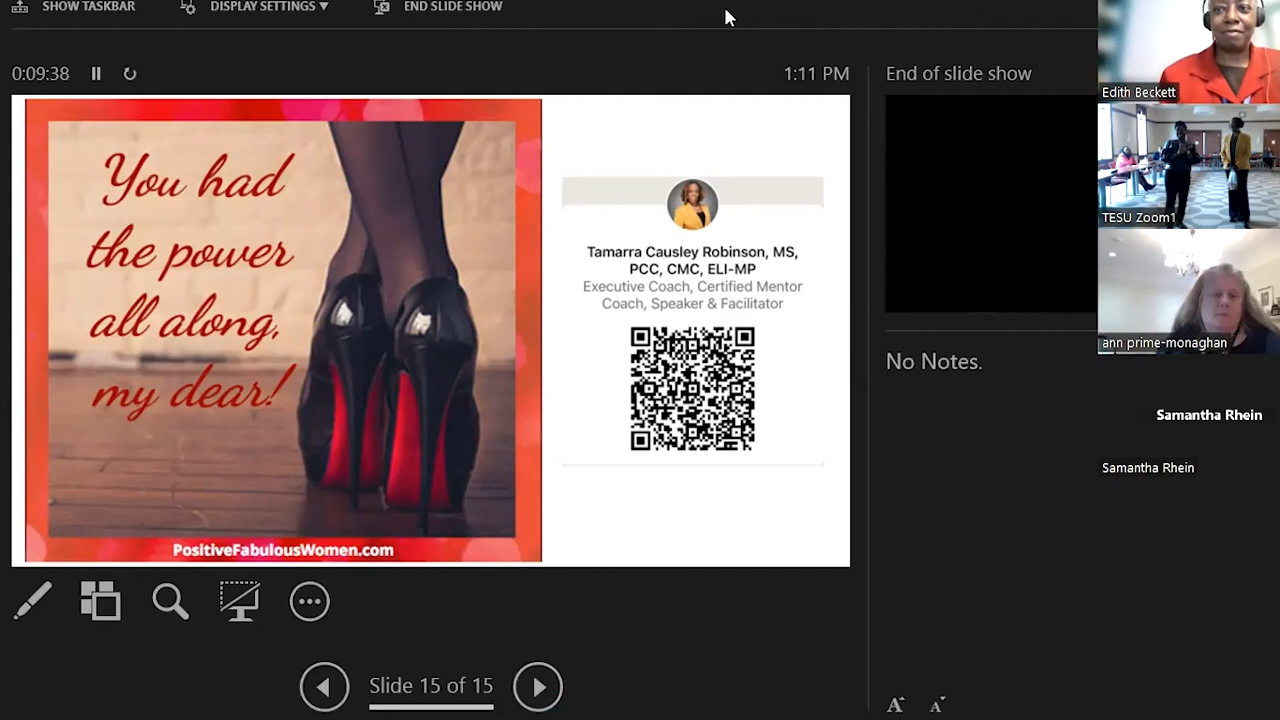 SHOW TASKBAR
DISPLAY SETTINGS ▼
END SLIDE SHOW
0:09:38
1:11 PM
End of slide show
You had
the power
all along,
my dear!
PositiveFabulousWomen.com
Tamarra Causley Robinson, MS,
PCC, CMC, ELI-MP
Executive Coach, Certified Mentor
Coach, Speaker & Facilitator
No Notes.
Slide 15 of 15
A
A
Edith Beckett
TESU Zoom1
ann prime-monaghan
Samantha Rhein
Samantha Rhein